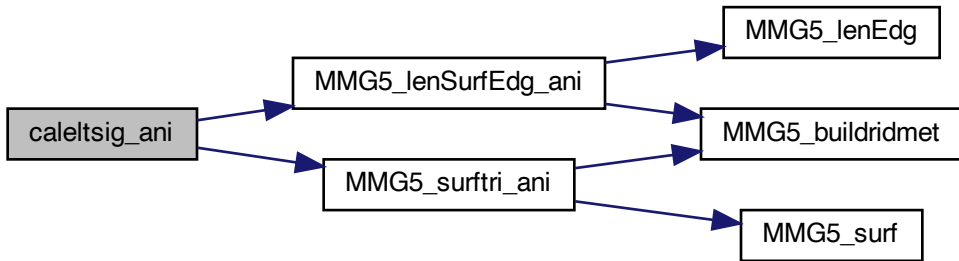 caleltsig_ani
MMG5_lenSurfEdg_ani
MMG5_surftri_ani
MMG5_lenEdg
MMG5_buildridmet
MMG5_surf